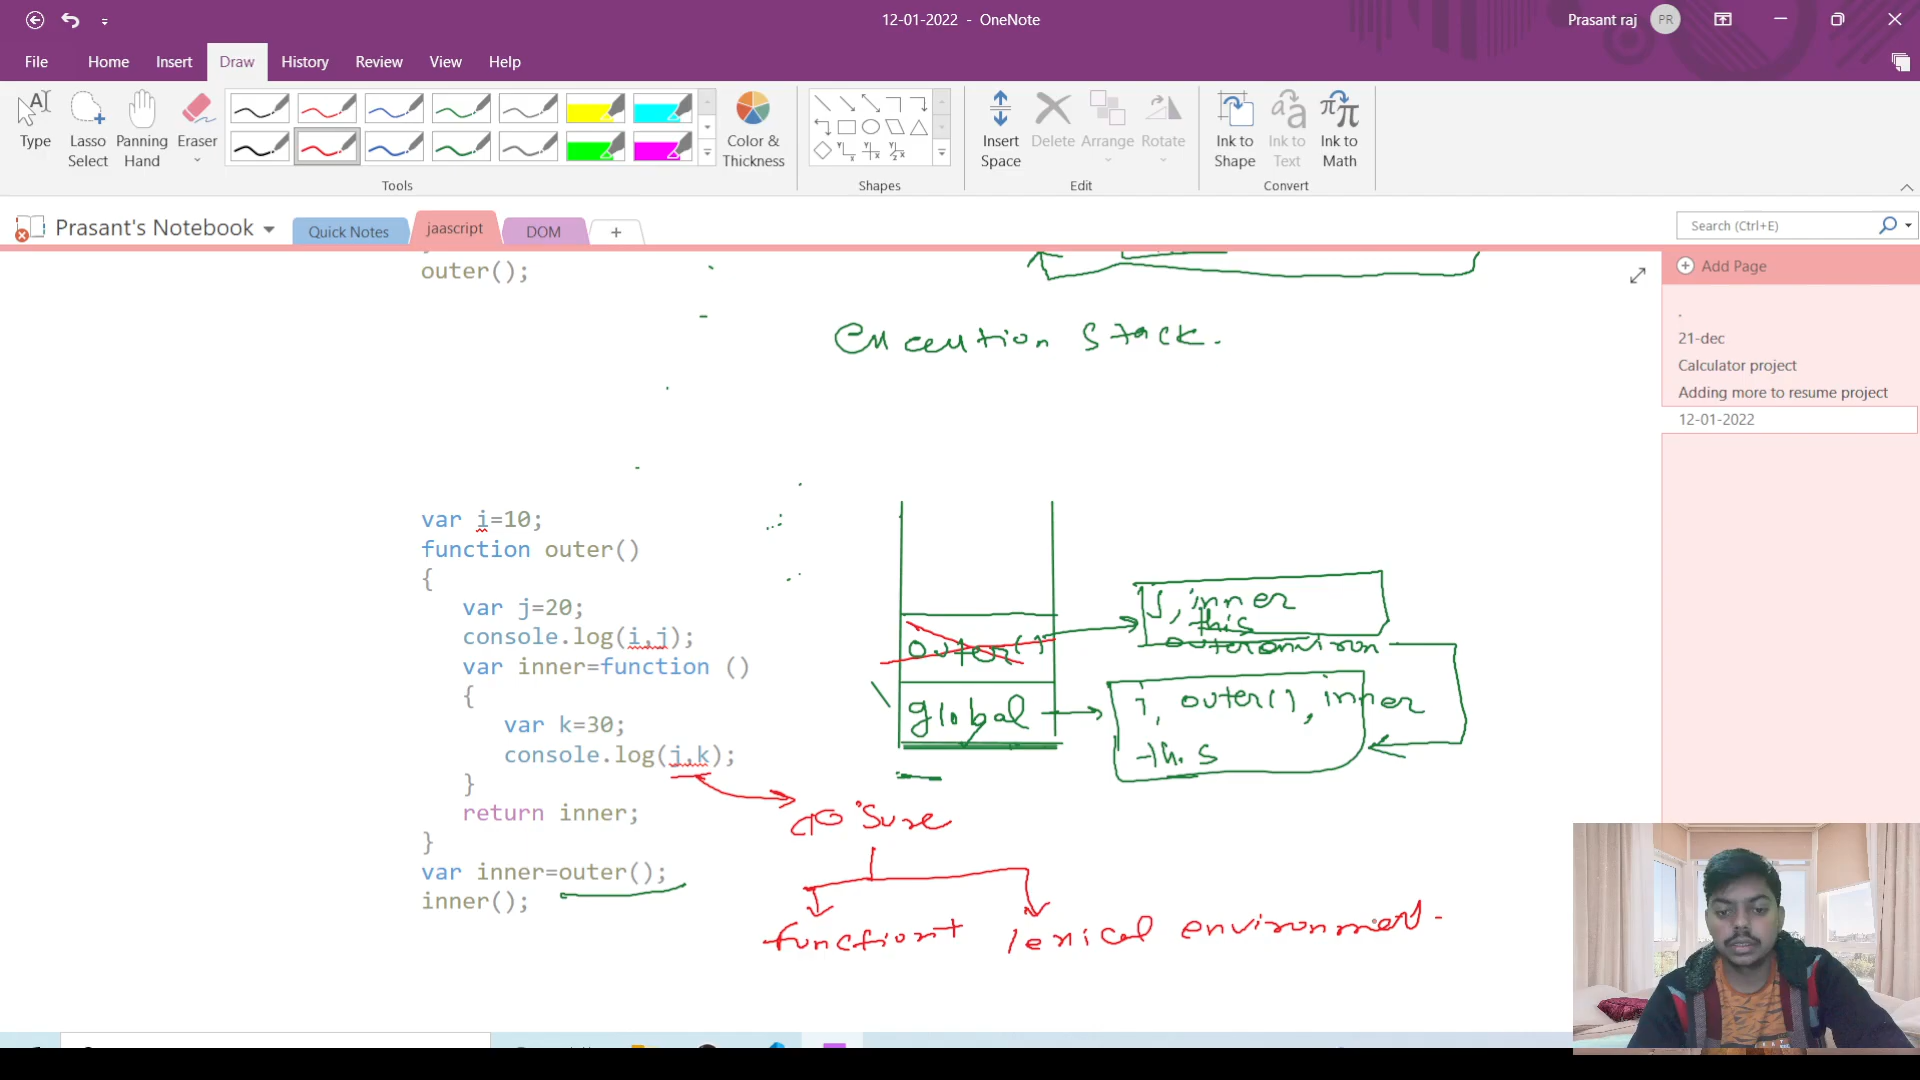 12-01-2022 - OneNote
Prasant raj PR
File Home Insert Draw History Review View Help
Type
Lasso Select
Panning Hand
Eraser
Color & Thickness
Insert Space
Delete
Arrange
Rotate
Ink to Shape
Ink to Text
Ink to Math
Tools Shapes Edit Convert
Prasant's Notebook Quick Notes jaascript DOM +
Search (Ctrl+E)
Add Page
21-dec
Calculator project
Adding more to resume project
12-01-2022
outer();
Execution Stack.
var i=10;
function outer()
{
var j=20;
console.log(i,j);
var inner=function ()
{
var k=30;
console.log(j,k);
}
return inner;
}
var inner=outer();
inner();
outer()
global
j, inner
this
outerenviron
i, outer(), inner
this
closure
function + lexical environment.